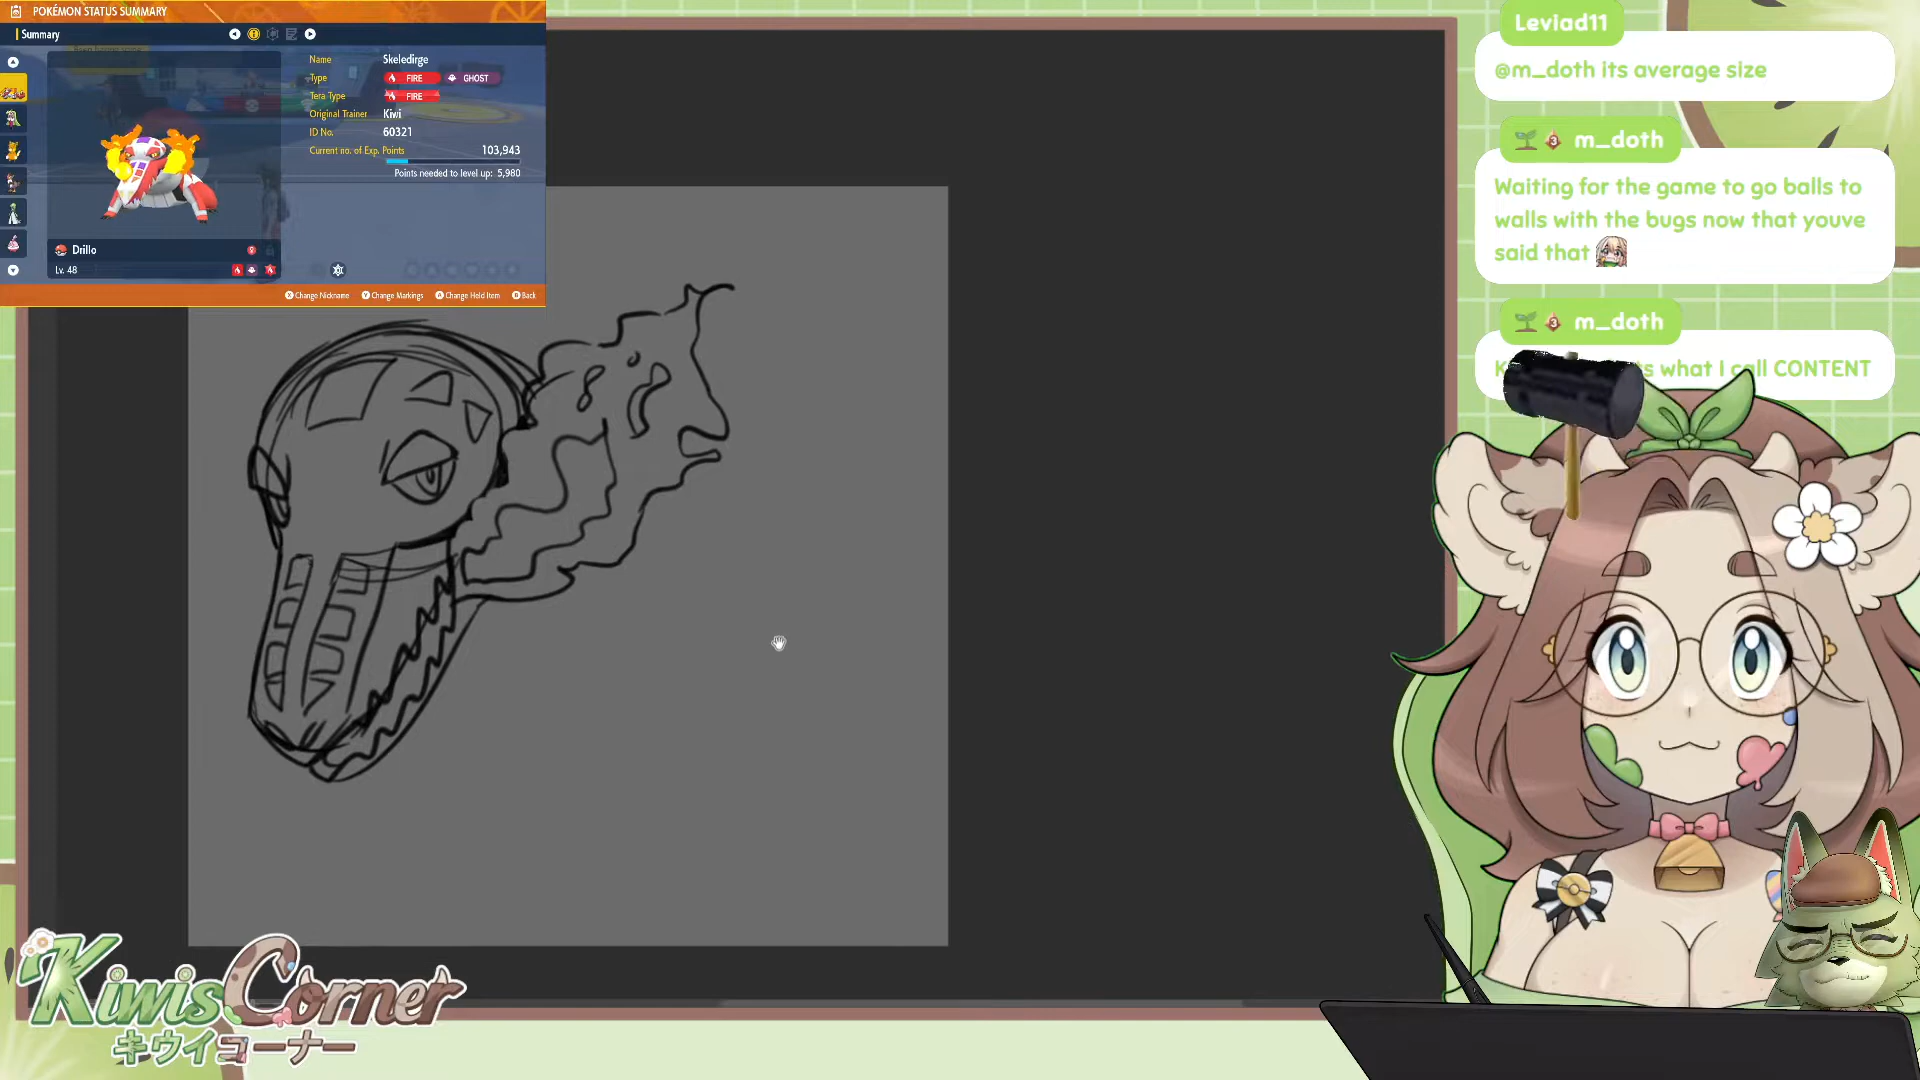 POKÉMON STATUS SUMMARY
Summary
Name Skeledirge
Type FIRE GHOST
Tera Type FIRE
Original Trainer Kiwi
ID No. 60321
Current no. of Exp. Points 103,943
Points needed to level up: 5,980
Drillo
Lv. 48
Change Nickname Change Markings Change Held Item Back
Leviad11
@m_doth its average size
m_doth
Waiting for the game to go balls to
walls with the bugs now that youve
said that
m_doth
what I call CONTENT
KiwisCorner
キウイコーナー